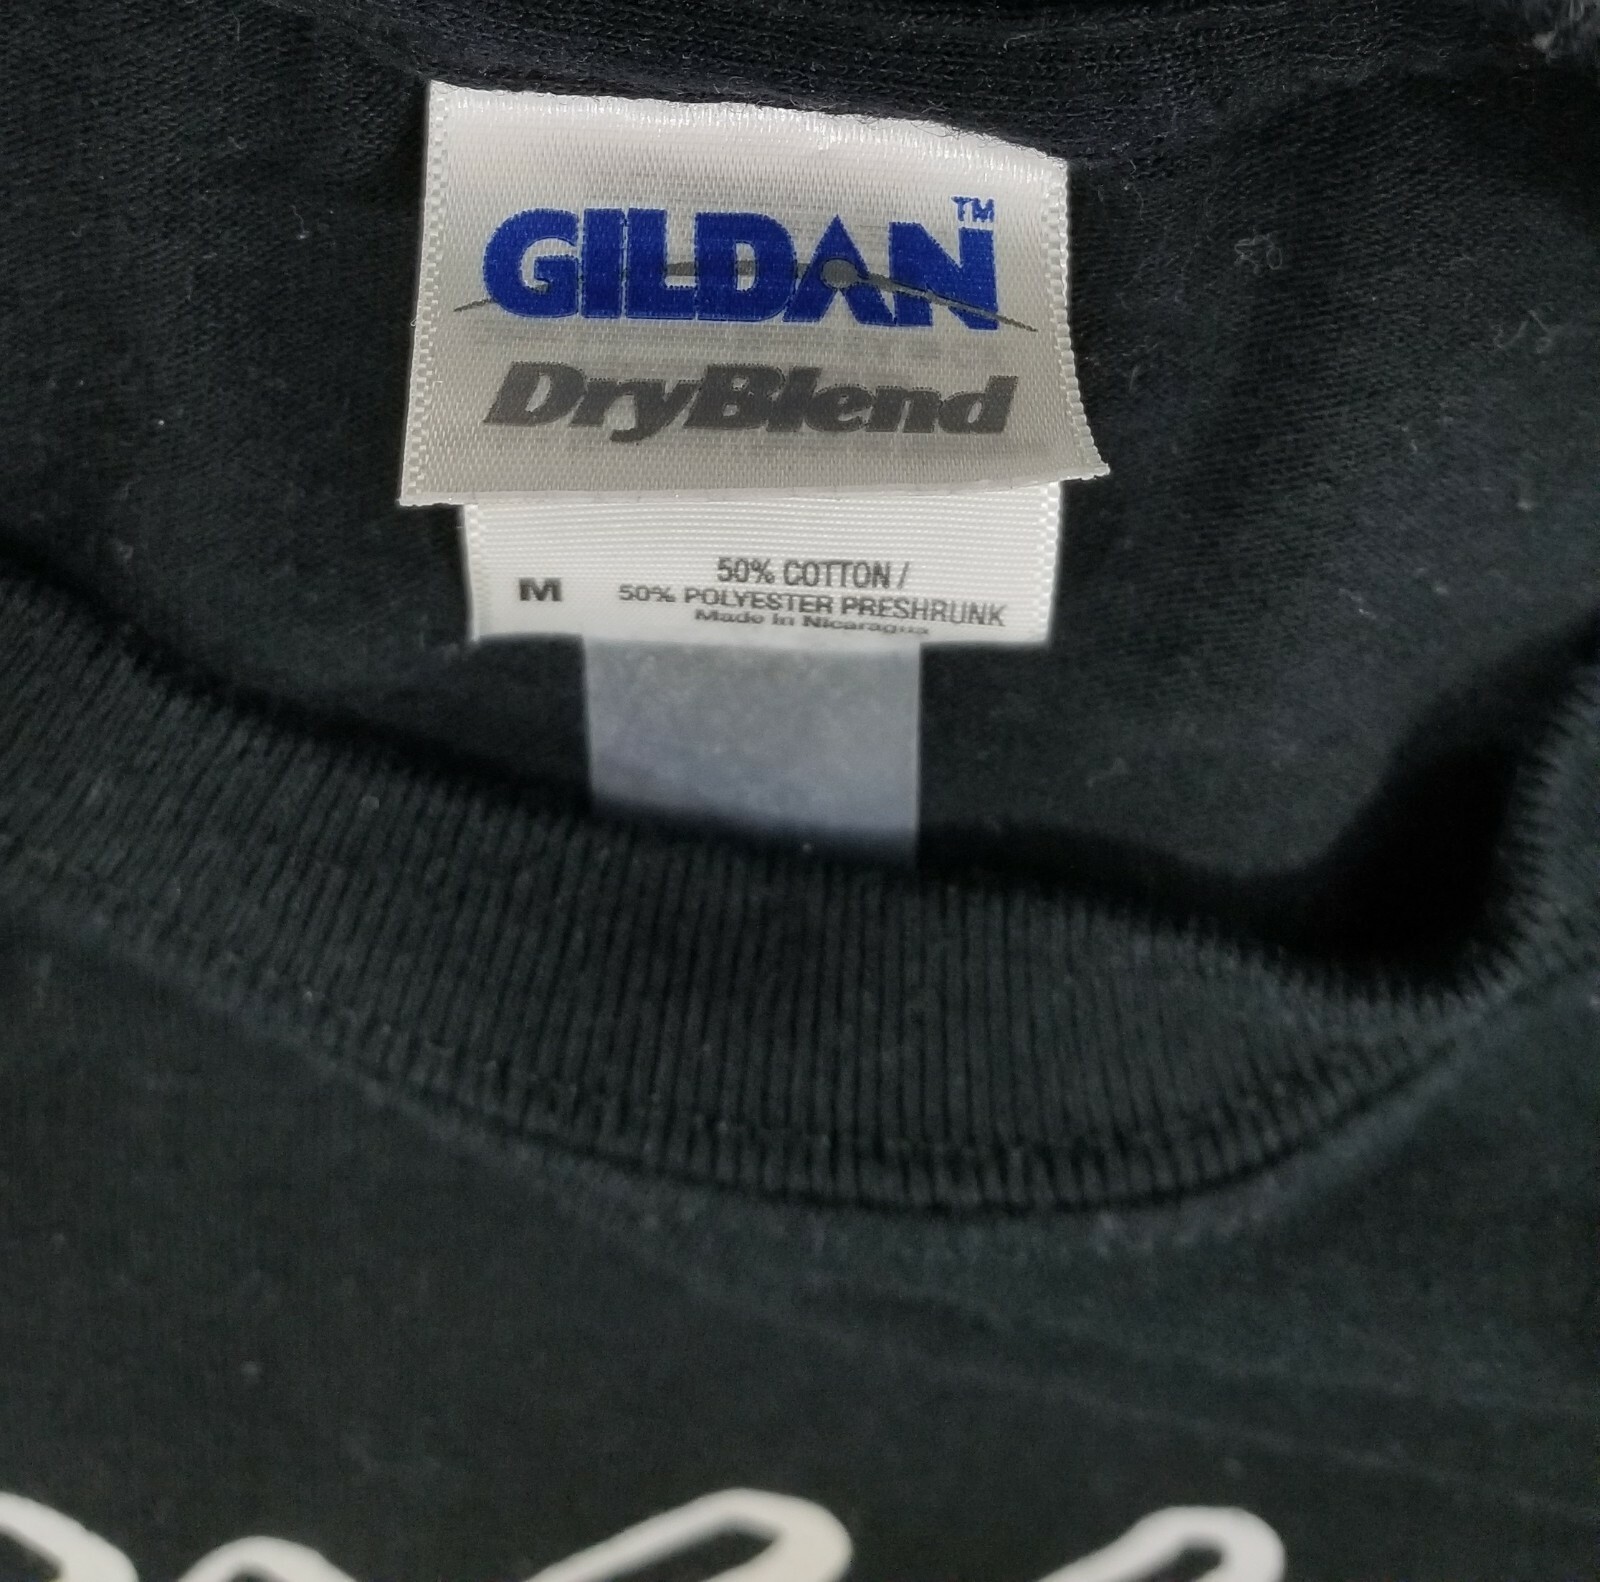 GILDAN™
DryBlend
M
50% COTTON /
50% POLYESTER PRESHRUNK
Made in Nicaragua